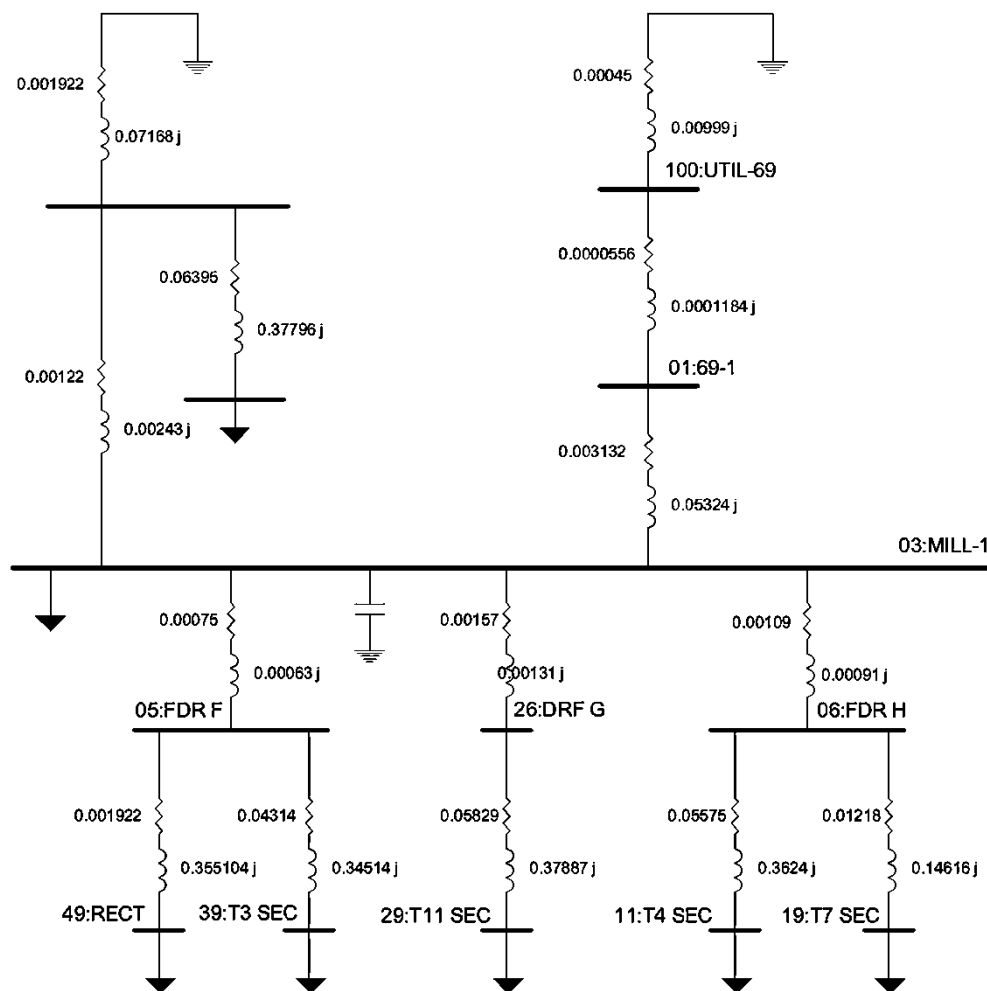 0.001922
0.07168 j
0.00045
0.00999 j
100:UTIL-69
0.06395
0.37796 j
0.0000556
0.0001184 j
01:69-1
0.00122
0.00243 j
0.003132
0.05324 j
03:MILL-1
0.00075
0.00063 j
0.00157
0.00131 j
0.00109
0.00091 j
05:FDR F
26:DRF G
06:FDR H
0.001922
0.355104 j
0.04314
0.34514 j
0.05829
0.37887 j
0.05575
0.3624 j
0.01218
0.14616 j
49:RECT
39:T3 SEC
29:T11 SEC
11:T4 SEC
19:T7 SEC